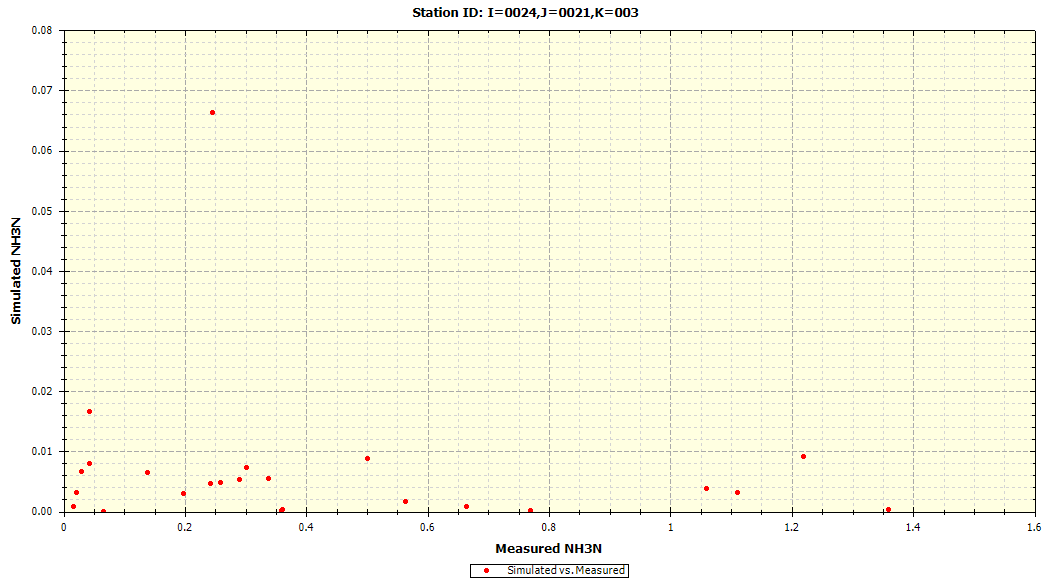 Station ID: I=0024,J=0021,K=003
0.08
0.07
0.06
0.05
0.04
0.03
0.02
0.01
0.00
Simulated NH3N
0 0.2 0.4 0.6 0.8 1 1.2 1.4 1.6
Measured NH3N
Simulated vs. Measured